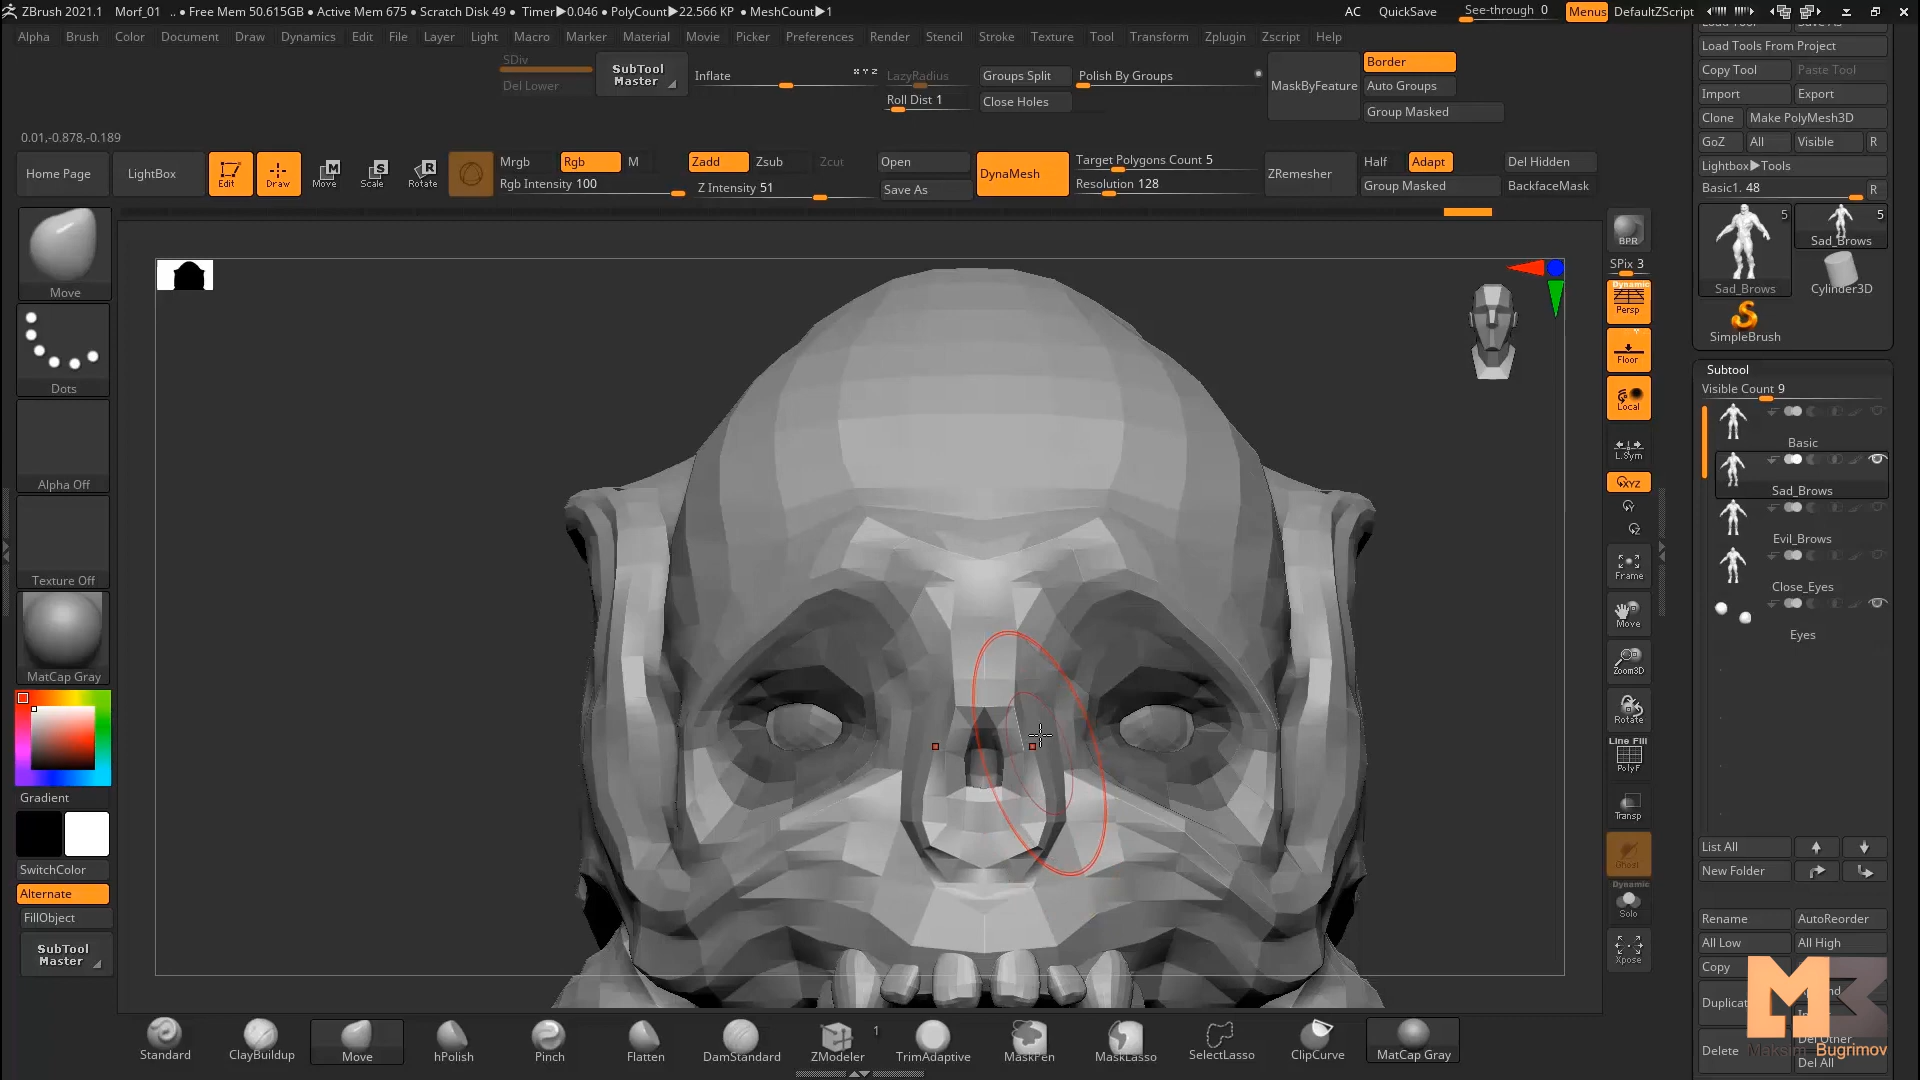 ZBrush 2021.1 Morf_01 .. • Free Mem 50.615GB • Active Mem 675 • Scratch Disk 49 • Timer▶0.046 • PolyCount▶22.566 KP • MeshCount▶1 AC QuickSave See-through 0 Menus DefaultZScript
Alpha Brush Color Document Draw Dynamics Edit File Layer Light Macro Marker Material Movie Picker Preferences Render Stencil Stroke Texture Tool Transform Zplugin Zscript Help
Load Tools From Project
SDiv
Del Lower
SubTool
Master
Inflate
LazyRadius
Roll Dist 1
Groups Split
Close Holes
Polish By Groups
MaskByFeature
Border
Auto Groups
Group Masked
Copy Tool Paste Tool
Import Export
Clone Make PolyMesh3D
GoZ All Visible R
Lightbox▶Tools
Basic1. 48 R
0.01,-0.878,-0.189
Home Page LightBox Edit Draw Move Scale Rotate
Mrgb Rgb M
Rgb Intensity 100
Zadd Zsub Zcut
Z Intensity 51
Open
Save As
DynaMesh
Target Polygons Count 5
Resolution 128
ZRemesher
Half Adapt
Group Masked
Del Hidden
BackfaceMask
Move
Dots
Alpha Off
Texture Off
MatCap Gray
Gradient
SwitchColor
Alternate
FillObject
SubTool
Master
BPR
SPix 3
Dynamic
Persp
Floor
Local
L.Sym
XYZ
Frame
Move
Zoom3D
Rotate
Line Fill
PolyF
Transp
Ghost
Dynamic
Solo
Xpose
5 5
Sad_Brows
Sad_Brows Cylinder3D
SimpleBrush
Subtool
Visible Count 9
Basic
Sad_Brows
Evil_Brows
Close_Eyes
Eyes
List All
New Folder
Rename AutoReorder
All Low All High
Copy
Duplicat
Delete
Del Other
Del All
Maksim Bugrimov
Standard ClayBuildup Move hPolish Pinch Flatten DamStandard ZModeler 1 TrimAdaptive MaskPen MaskLasso SelectLasso ClipCurve MatCap Gray